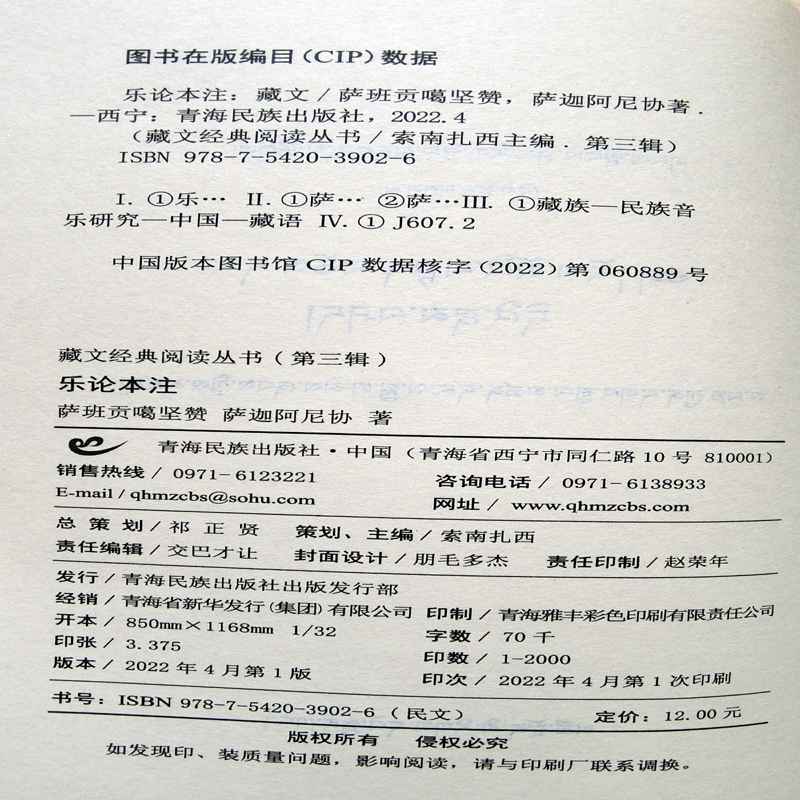 图书在版编目(CIP)数据
乐论本注：藏文/萨班贡噶坚赞，萨迦阿尼协著.
—西宁：青海民族出版社，2022.4
(藏文经典阅读丛书/索南扎西主编.第三辑)
ISBN 978-7-5420-3902-6
I.①乐… II.①萨… ②萨…III. ①藏族—民族音
乐研究—中国—藏语 IV.① J607.2
中国版本图书馆 CIP 数据核字(2022)第 060889 号
藏文经典阅读丛书(第三辑)
乐论本注
萨班贡噶坚赞 萨迦阿尼协 著
青海民族出版社·中国(青海省西宁市同仁路 10 号 810001)
销售热线/ 0971-6123221 咨询电话/ 0971-6138933
E-mail/qhmzcbs@sohu.com 网址/ www.qhmzcbs.com
总 策 划/祁 正 贤 策划、主编/索南扎西
责任编辑/交巴才让 封面设计/朋毛多杰 责任印制/赵荣年
发行/青海民族出版社出版发行部
经销/青海省新华发行(集团)有限公司 印制/青海雅丰彩色印刷有限责任公司
开本/ 850mm×1168mm 1/32 字数/ 70 千
印张/ 3.375 印数/ 1-2000
版本/ 2022 年 4 月第 1 版 印次/ 2022 年 4 月第 1 次印刷
书号：ISBN 978-7-5420-3902-6 (民文) 定价：12.00 元
版权所有 侵权必究
如发现印、装质量问题，影响阅读，请与印刷厂联系调换。